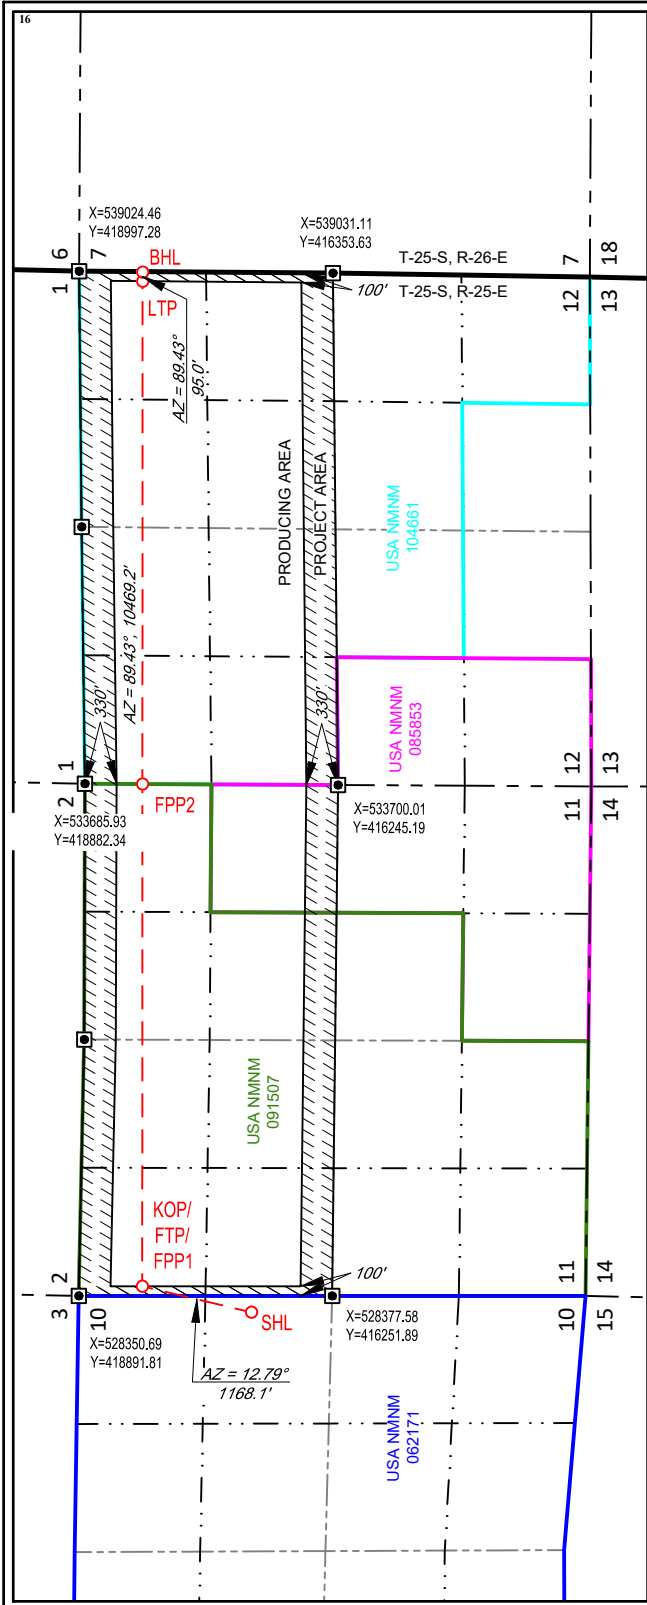 16
X=539024.46
Y=418997.28
X=539031.11
Y=416353.63
6
7
1
BHL
LTP
T-25-S, R-26-E
T-25-S, R-25-E
7
18
12
13
100'
AZ = 89.43°
95.0'
PRODUCING AREA
PROJECT AREA
USA NMNM
104661
AZ = 89.43°, 10469.2'
330'
330'
USA NMNM
085853
1
2
12
13
11
14
FPP2
X=533685.93
Y=418882.34
X=533700.01
Y=416245.19
USA NMNM
091507
KOP/
FTP/
FPP1
100'
2
3
10
11
14
10
15
SHL
X=528350.69
Y=418891.81
X=528377.58
Y=416251.89
AZ = 12.79°
1168.1'
USA NMNM
062171